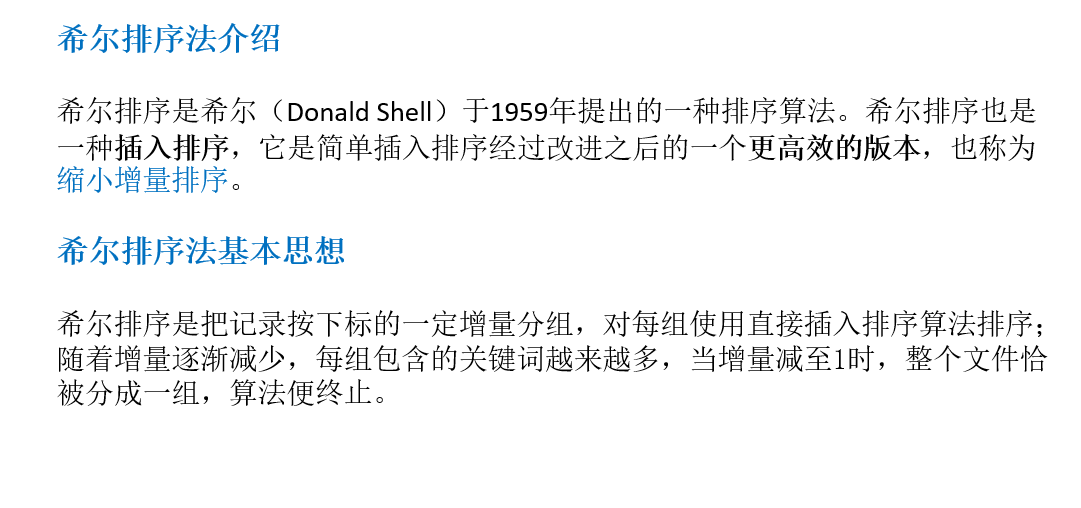 希尔排序法介绍
希尔排序是希尔（Donald Shell）于1959年提出的一种排序算法。希尔排序也是
一种插入排序，它是简单插入排序经过改进之后的一个更高效的版本，也称为
缩小增量排序。
希尔排序法基本思想
希尔排序是把记录按下标的一定增量分组，对每组使用直接插入排序算法排序；
随着增量逐渐减少，每组包含的关键词越来越多，当增量减至1时，整个文件恰
被分成一组，算法便终止。